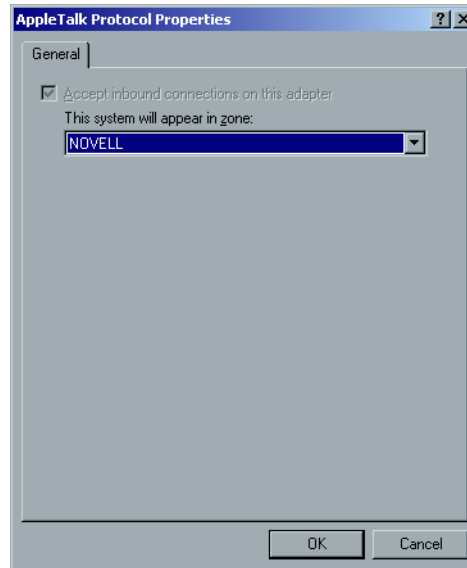 AppleTalk Protocol Properties
General
Accept inbound connections on this adapter
This system will appear in zone:
NOVELL
OK
Cancel